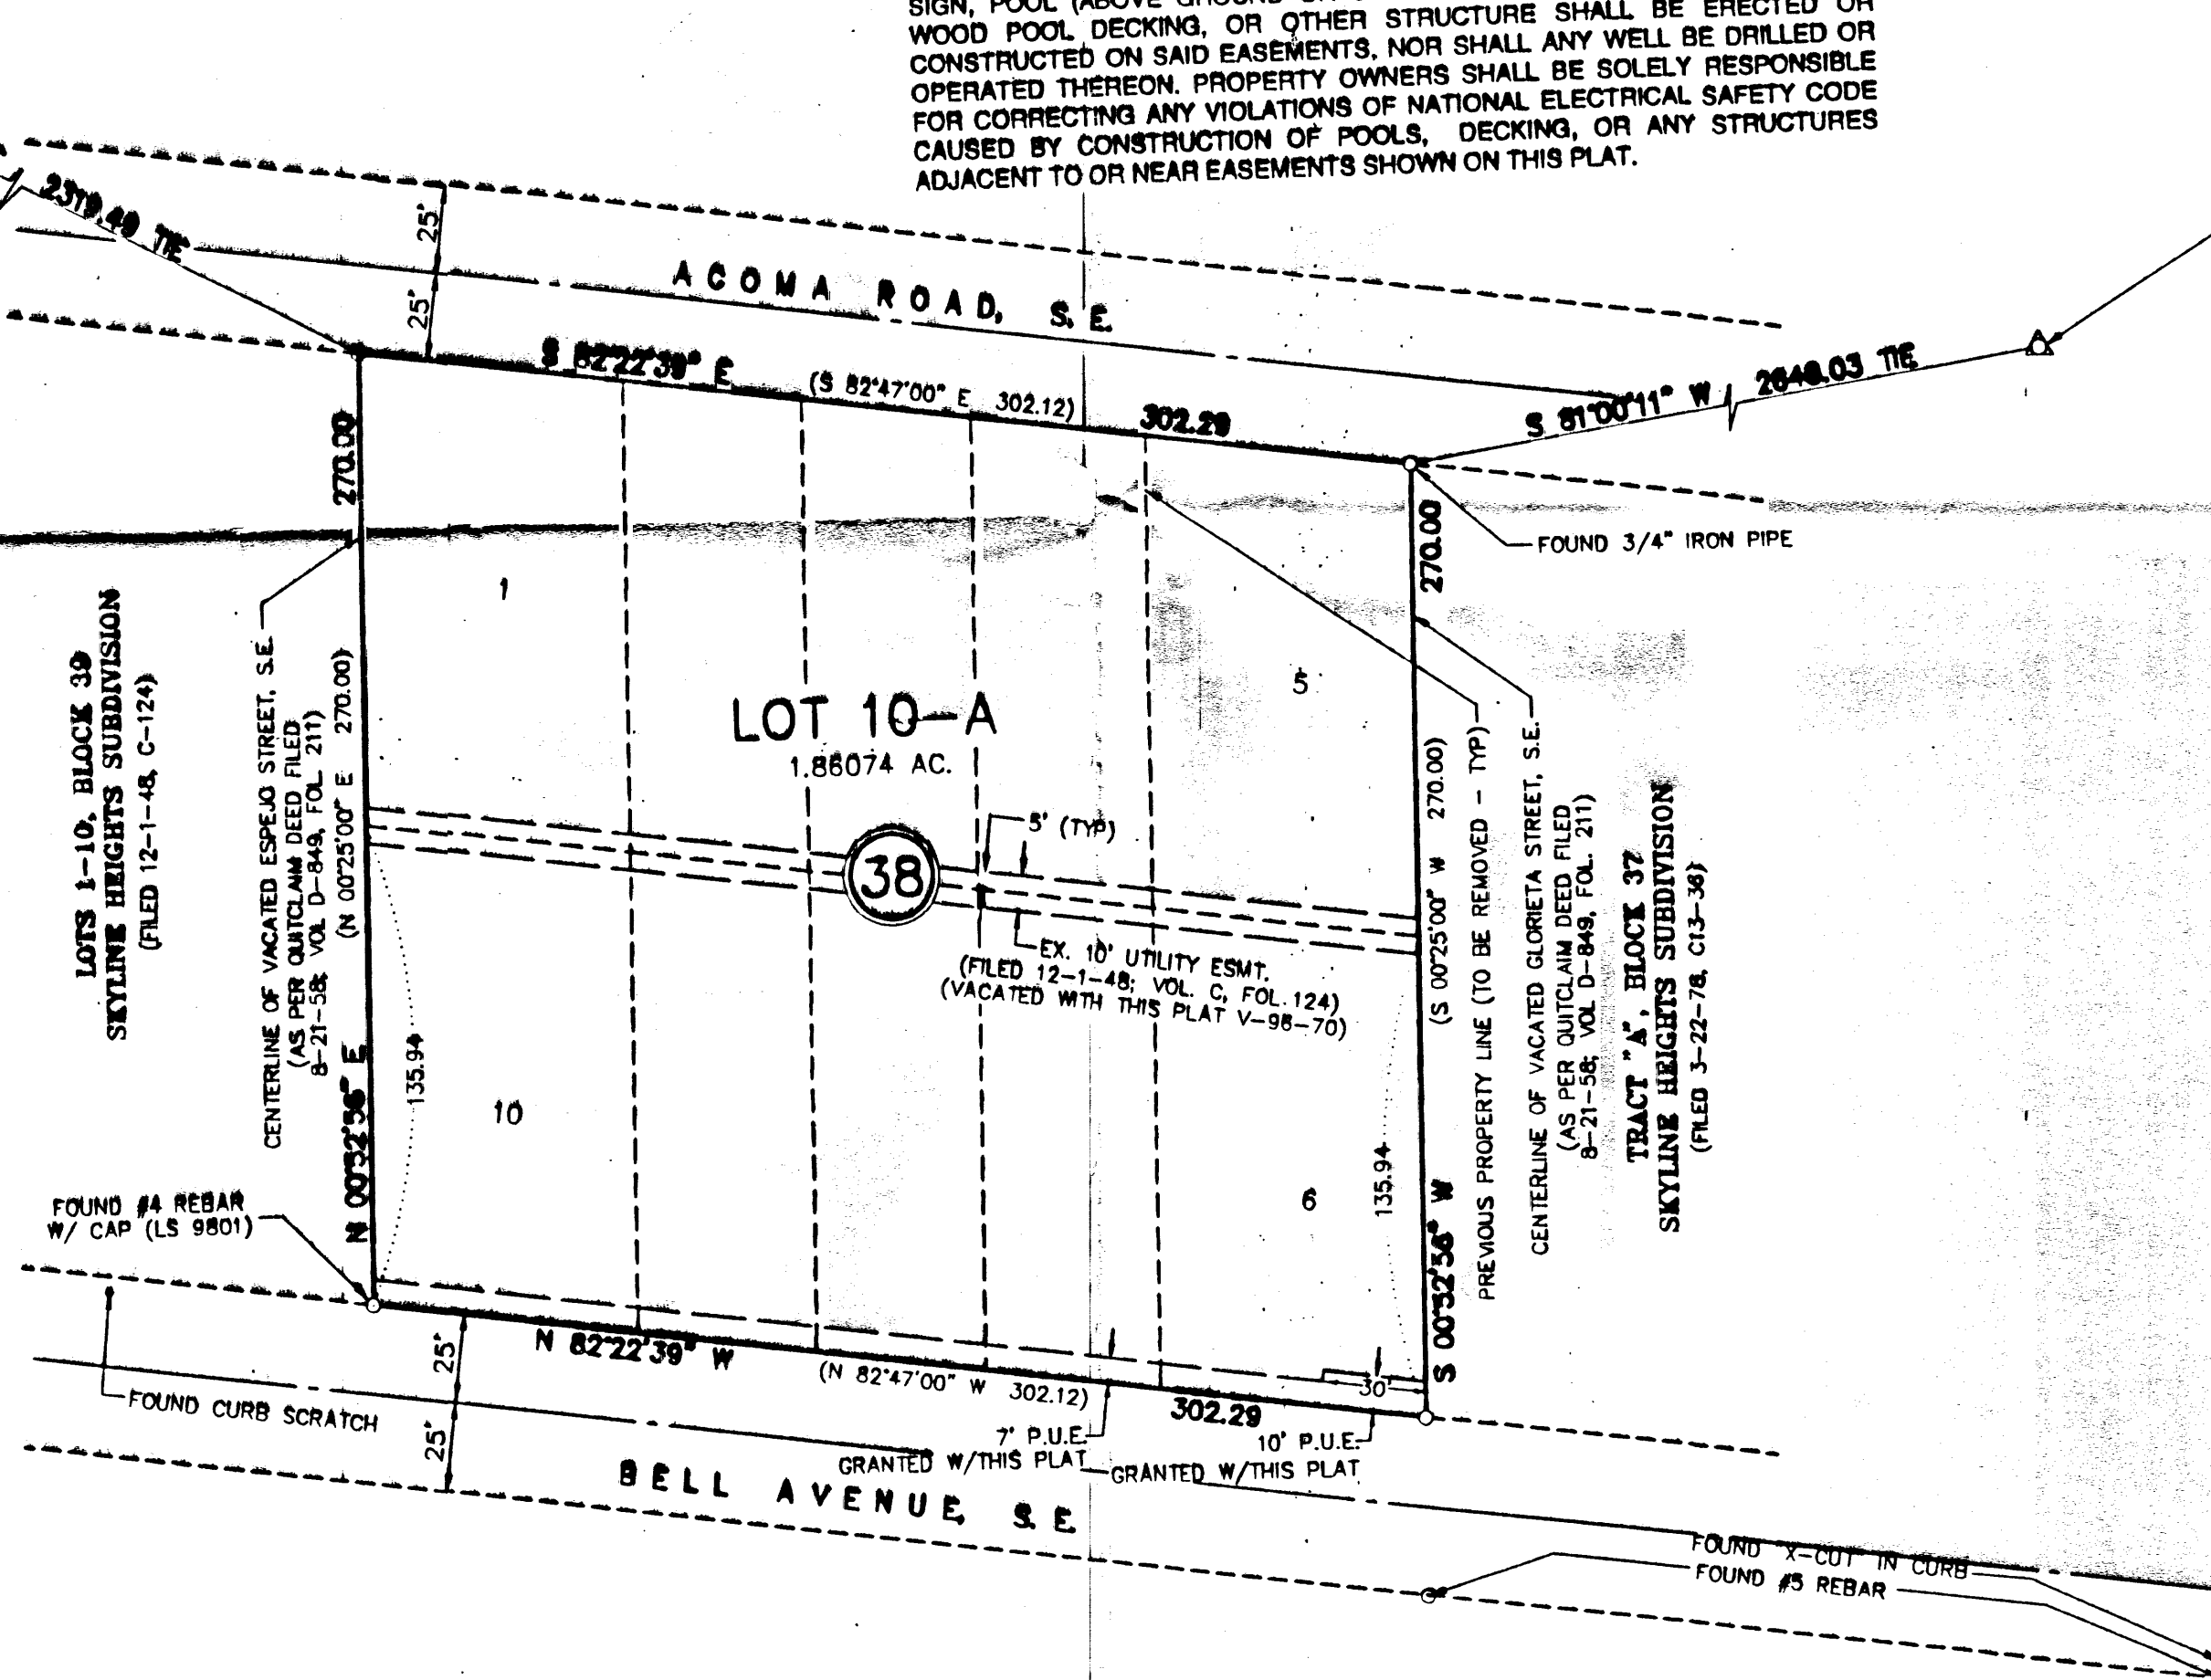 WOOD POOL DECKING, OR OTHER STRUCTURE SHALL BE ERECTED OR
CONSTRUCTED ON SAID EASEMENTS, NOR SHALL ANY WELL BE DRILLED OR
OPERATED THEREON. PROPERTY OWNERS SHALL BE SOLELY RESPONSIBLE
FOR CORRECTING ANY VIOLATIONS OF NATIONAL ELECTRICAL SAFETY CODE
CAUSED BY CONSTRUCTION OF POOLS, DECKING, OR ANY STRUCTURES
ADJACENT TO OR NEAR EASEMENTS SHOWN ON THIS PLAT.
2379.49 TIE
25'
25'
ACOMA ROAD, S.E.
S 82°22'39" E
(S 82°47'00" E 302.12)
302.29
S 81°00'11" W
2648.03 TIE
270.00
270.00
FOUND 3/4" IRON PIPE
1
5
LOT 10-A
1.86074 AC.
LOTS 1-10, BLOCK 39
SKYLINE HEIGHTS SUBDIVISION
(FILED 12-1-48, C-124)
CENTERLINE OF VACATED ESPEJO STREET, S.E.
(AS PER QUITCLAIM DEED FILED
8-21-58; VOL D-849, FOL 211)
(N 00°25'00" E 270.00)
N 00°52'56" E
135.94
38
5' (TYP)
EX. 10' UTILITY ESMT.
(FILED 12-1-48; VOL. C, FOL. 124)
(VACATED WITH THIS PLAT V-96-70)
(S 00°25'00" W 270.00)
S 00°52'56" W
135.94
PREVIOUS PROPERTY LINE (TO BE REMOVED - TYP)
CENTERLINE OF VACATED GLORIETA STREET, S.E.
(AS PER QUITCLAIM DEED FILED
8-21-58; VOL D-849, FOL. 211)
TRACT "A", BLOCK 37
SKYLINE HEIGHTS SUBDIVISION
(FILED 3-22-78, C13-36)
10
6
FOUND #4 REBAR
W/ CAP (LS 9801)
FOUND CURB SCRATCH
25'
25'
N 82°22'39" W
(N 82°47'00" W 302.12)
302.29
30'
7' P.U.E.
GRANTED W/THIS PLAT
10' P.U.E.
GRANTED W/THIS PLAT
BELL AVENUE, S.E.
FOUND "X-CUT" IN CURB
FOUND #5 REBAR